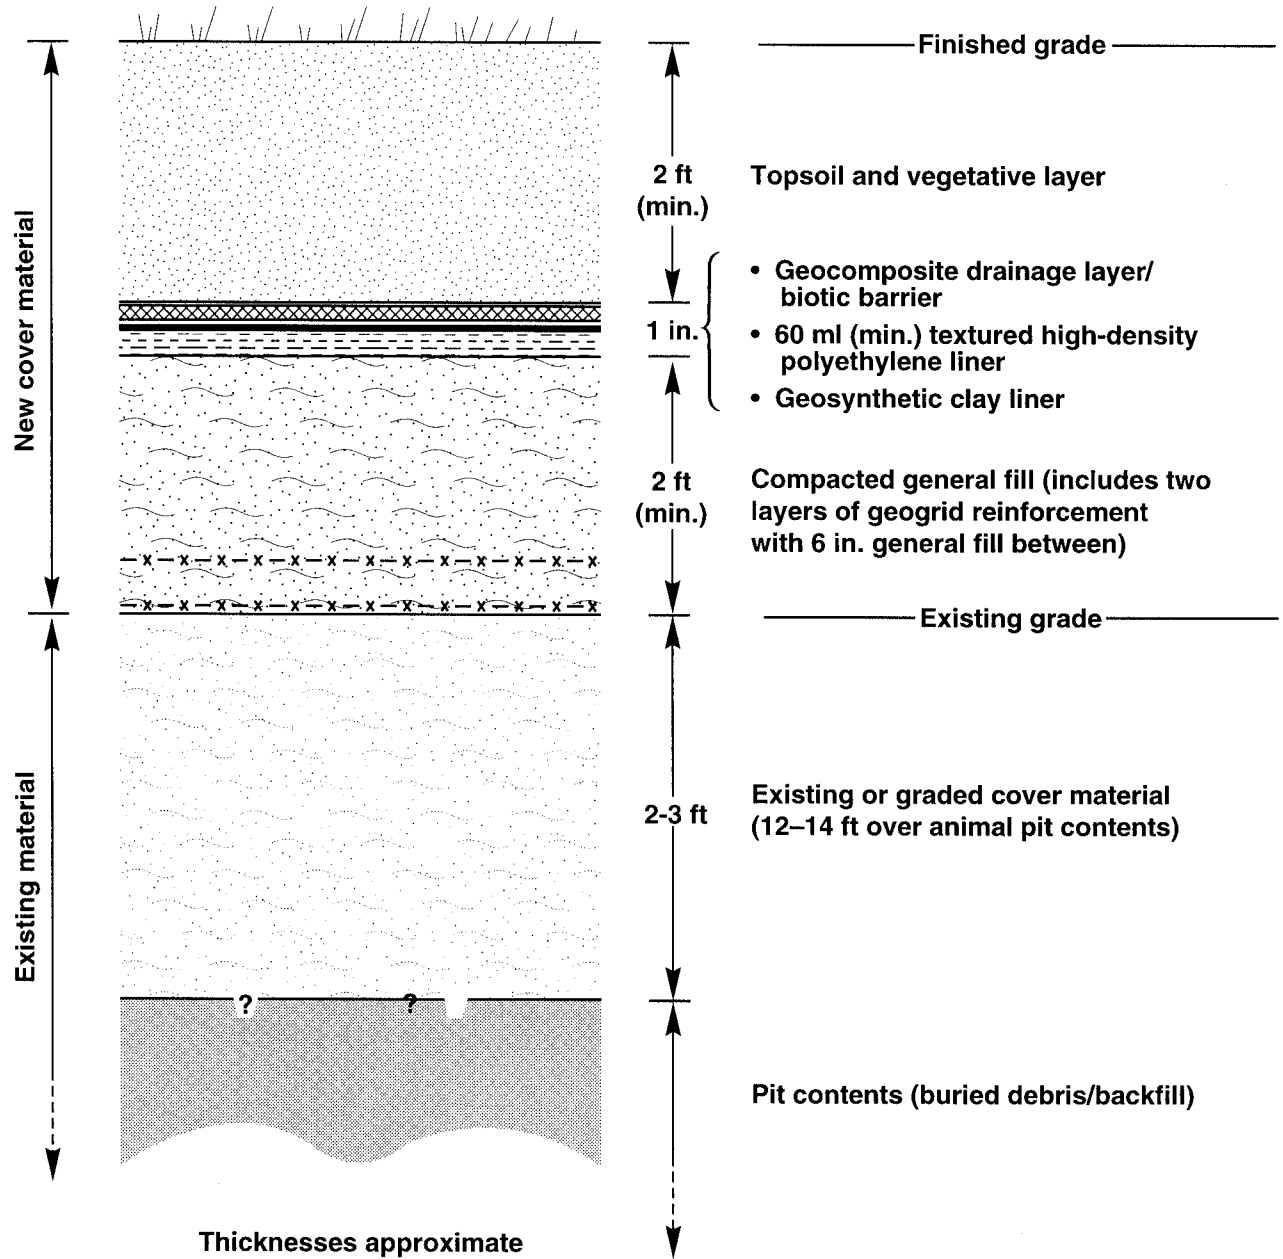 Finished grade
2 ft
(min.)
Topsoil and vegetative layer
New cover material
1 in.
• Geocomposite drainage layer/
biotic barrier
• 60 ml (min.) textured high-density
polyethylene liner
• Geosynthetic clay liner
2 ft
(min.)
Compacted general fill (includes two
layers of geogrid reinforcement
with 6 in. general fill between)
x x x x x x x x x x x x x
x x x x x x x x x x x x x
Existing grade
Existing material
2-3 ft
Existing or graded cover material
(12–14 ft over animal pit contents)
? ?
Pit contents (buried debris/backfill)
Thicknesses approximate